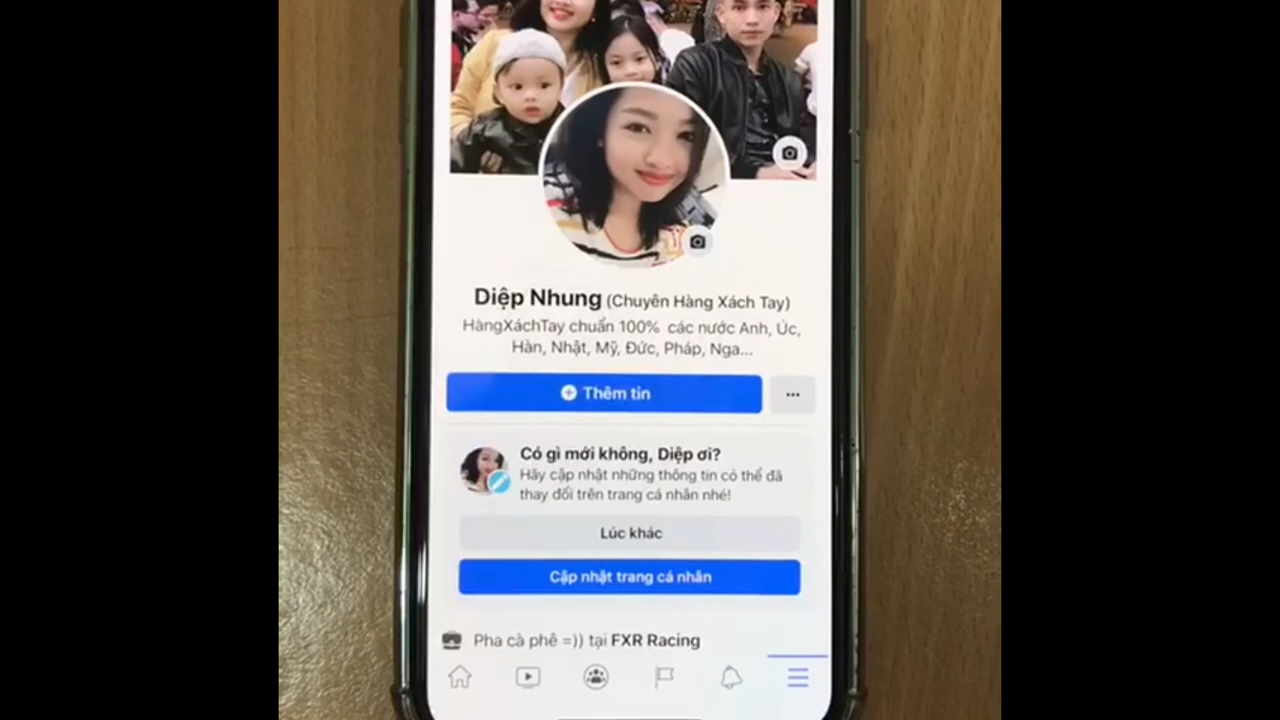 Diệp Nhung (Chuyên Hàng Xách Tay)
HàngXáchTay chuẩn 100% các nước Anh, Úc,
Hàn, Nhật, Mỹ, Đức, Pháp, Nga...
Thêm tin
Có gì mới không, Diệp ơi?
Hãy cập nhật những thông tin có thể đã
thay đổi trên trang cá nhân nhé!
Lúc khác
Cập nhật trang cá nhân
Pha cà phê =)) tại FXR Racing